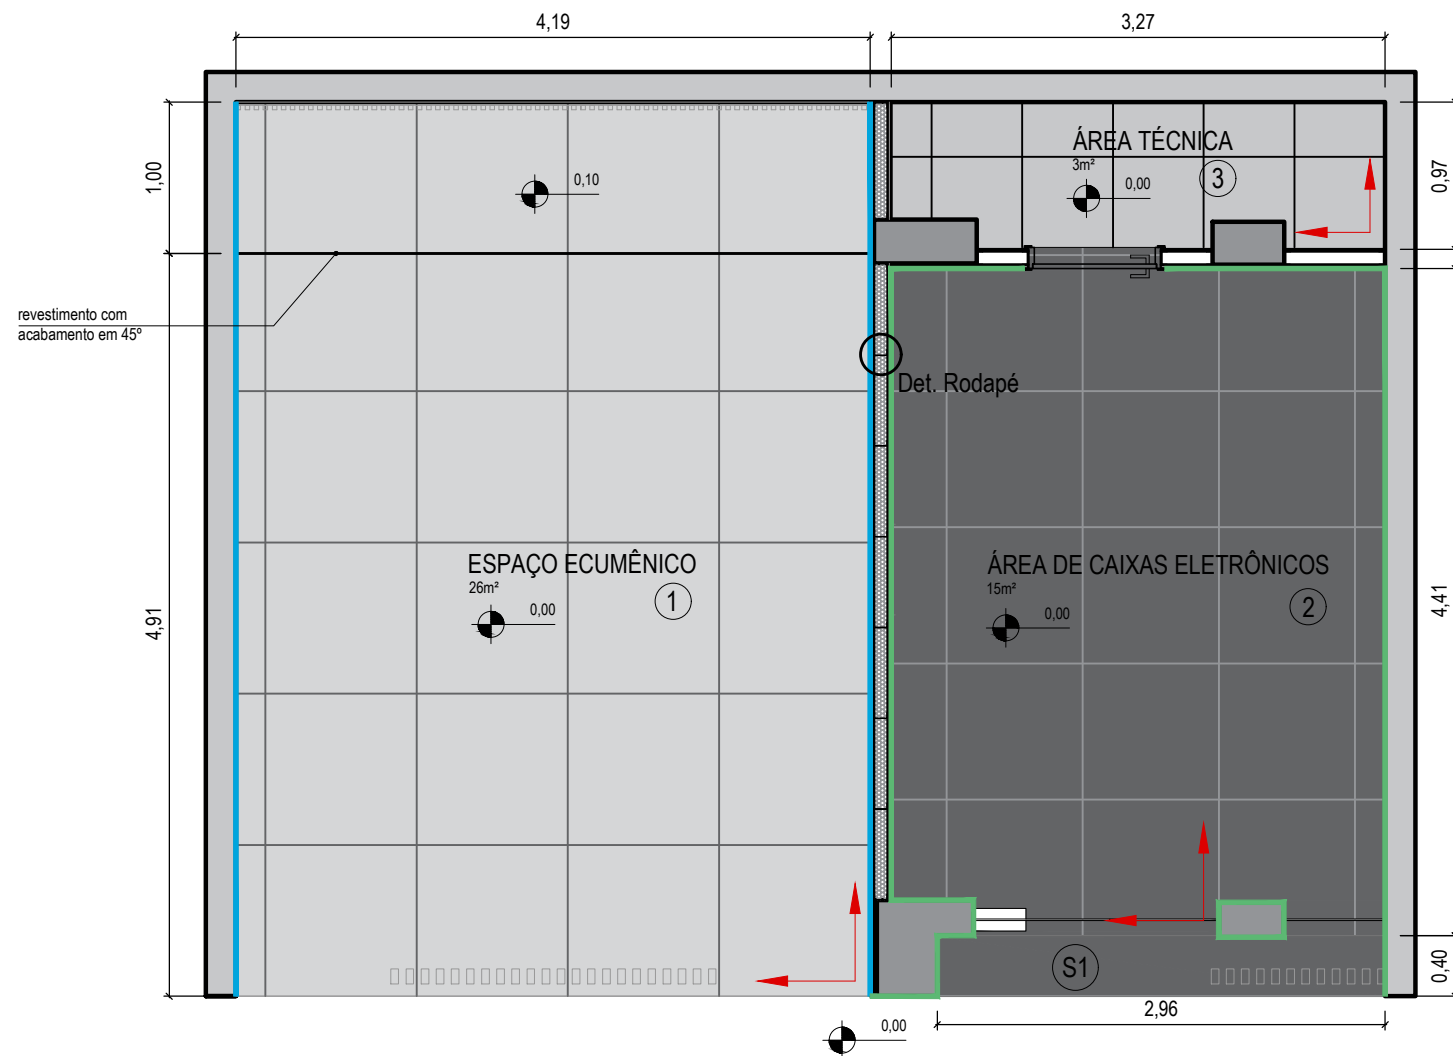 4,19
3,27
1,00
0,10
ÁREA TÉCNICA
3m²
0,00
3
0,97
revestimento com
acabamento em 45º
Det. Rodapé
ESPAÇO ECUMÊNICO
26m²
0,00
1
ÁREA DE CAIXAS ELETRÔNICOS
15m²
0,00
2
4,91
4,41
S1
0,40
2,96
0,00